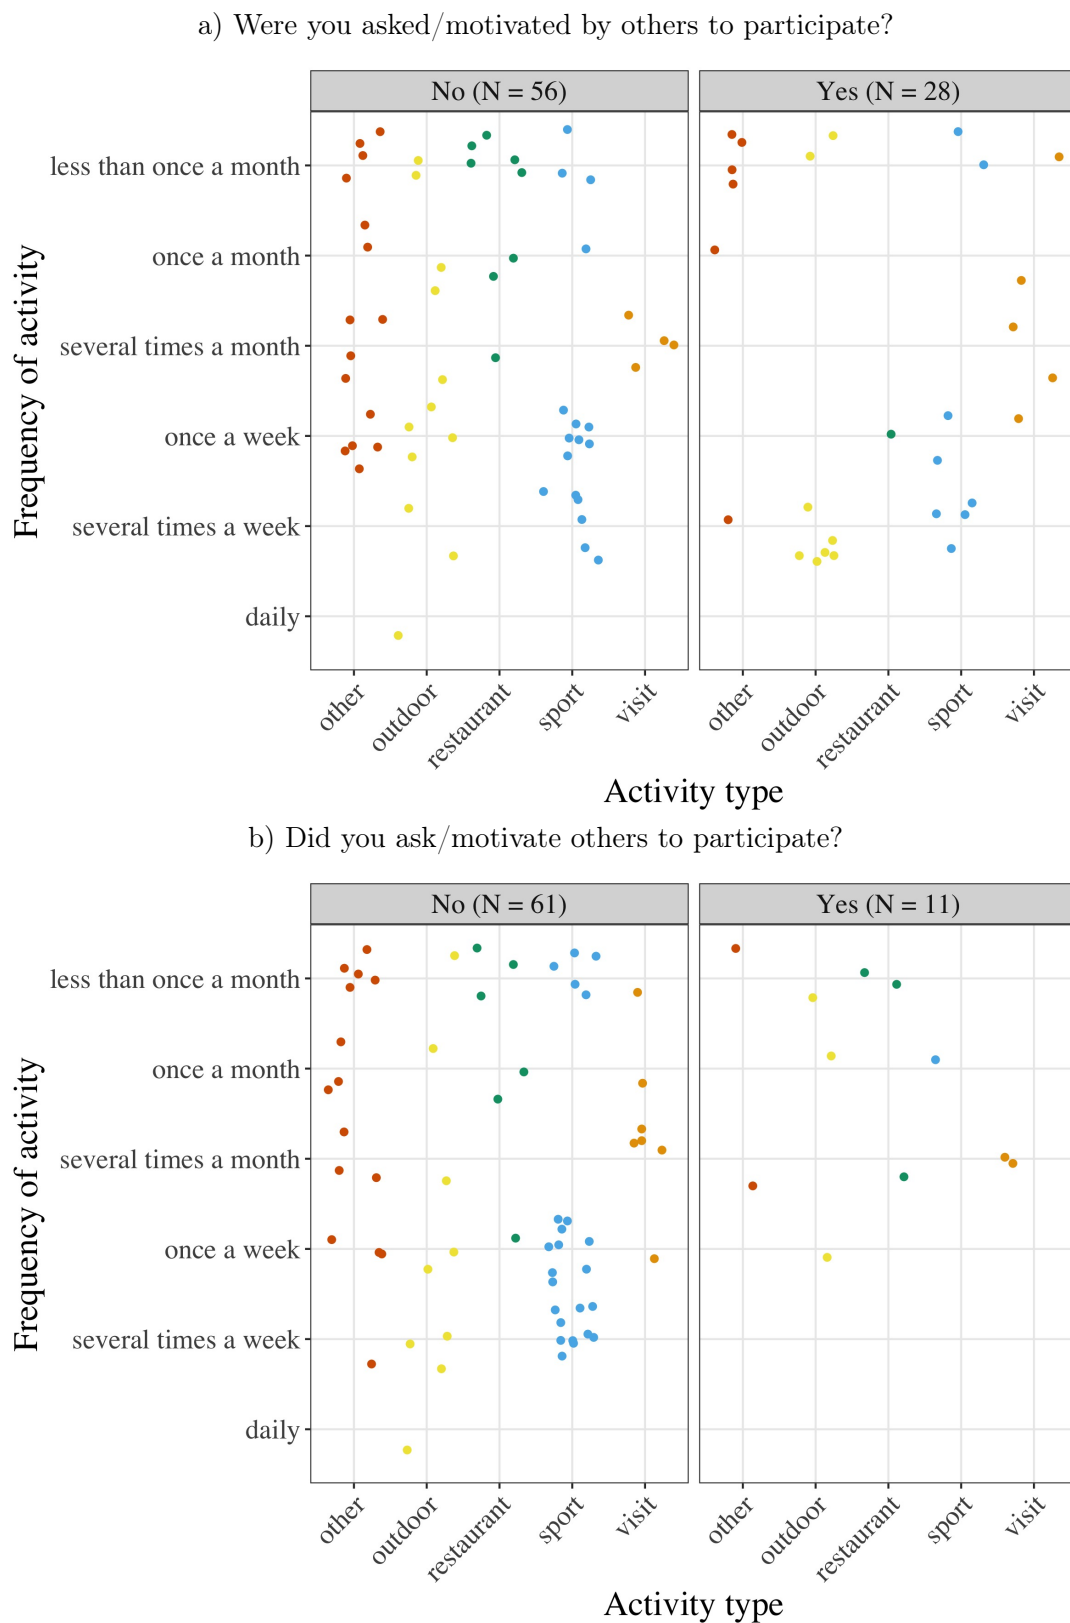 a) Were you asked/motivated by others to participate?
No (N = 56)
Yes (N = 28)
Frequency of activity
less than once a month
once a month
several times a month
once a week
several times a week
daily
other
outdoor
restaurant
sport
visit
other
outdoor
restaurant
sport
visit
Activity type
b) Did you ask/motivate others to participate?
No (N = 61)
Yes (N = 11)
Frequency of activity
less than once a month
once a month
several times a month
once a week
several times a week
daily
other
outdoor
restaurant
sport
visit
other
outdoor
restaurant
sport
visit
Activity type